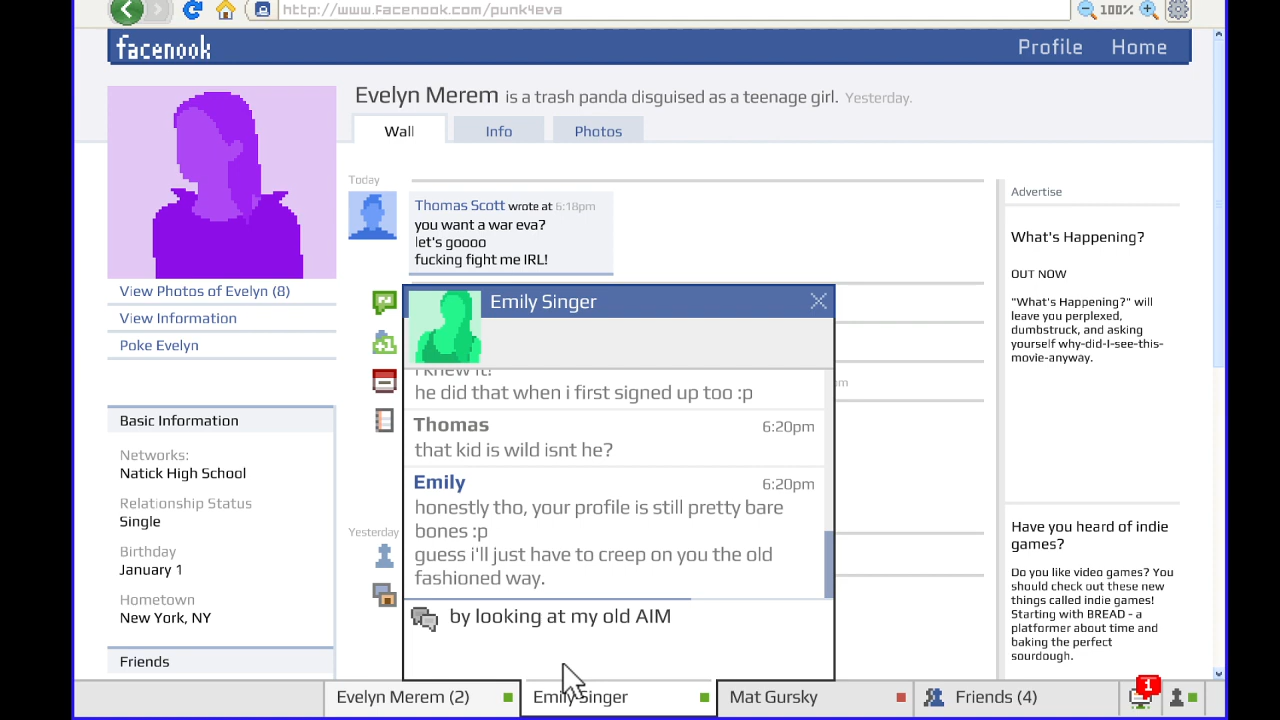 http://www.facenook.com/punk4eva
100%
facenook
Profile Home
Evelyn Merem is a trash panda disguised as a teenage girl. Yesterday.
Wall Info Photos
Today
Thomas Scott wrote at 6:18pm
you want a war eva?
let's goooo
fucking fight me IRL!
View Photos of Evelyn (8)
View Information
Poke Evelyn
Basic Information
Networks:
Natick High School
Relationship Status
Single
Birthday
January 1
Hometown
New York, NY
Friends
Yesterday
Emily Singer
i knew it!
he did that when i first signed up too :p
Thomas 6:20pm
that kid is wild isnt he?
Emily 6:20pm
honestly tho, your profile is still pretty bare
bones :p
guess i'll just have to creep on you the old
fashioned way.
by looking at my old AIM
Advertise
What's Happening?
OUT NOW
"What's Happening?" will
leave you perplexed,
dumbstruck, and asking
yourself why-did-I-see-this-
movie-anyway.
Have you heard of indie
games?
Do you like video games? You
should check out these new
things called indie games!
Starting with BREAD - a
platformer about time and
baking the perfect
sourdough.
Evelyn Merem (2) Emily Singer Mat Gursky Friends (4) 1